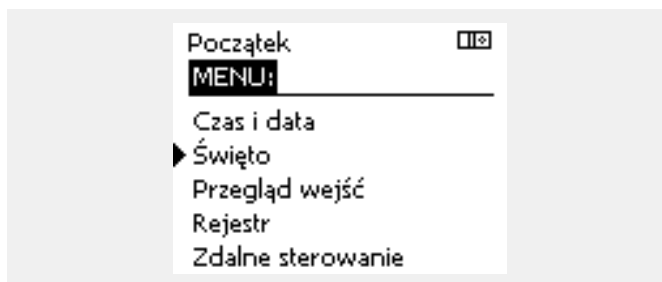 Początek
MENU:
Czas i data
Święto
Przegląd wejść
Rejestr
Zdalne sterowanie